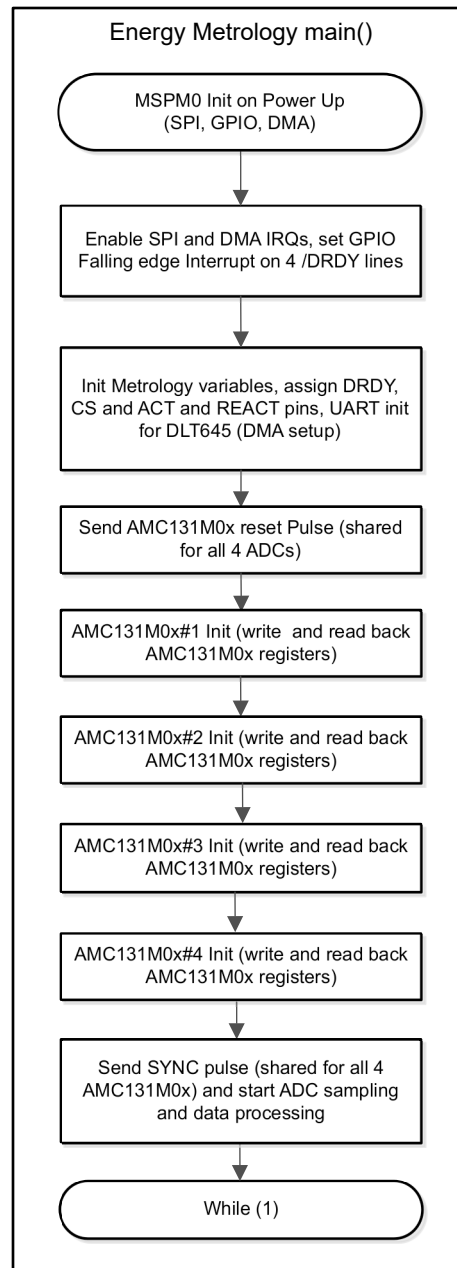 Energy Metrology main()
MSPM0 Init on Power Up
(SPI, GPIO, DMA)
Enable SPI and DMA IRQs, set GPIO
Falling edge Interrupt on 4 /DRDY lines
Init Metrology variables, assign DRDY,
CS and ACT and REACT pins, UART init
for DLT645 (DMA setup)
Send AMC131M0x reset Pulse (shared
for all 4 ADCs)
AMC131M0x#1 Init (write and read back
AMC131M0x registers)
AMC131M0x#2 Init (write and read back
AMC131M0x registers)
AMC131M0x#3 Init (write and read back
AMC131M0x registers)
AMC131M0x#4 Init (write and read back
AMC131M0x registers)
Send SYNC pulse (shared for all 4
AMC131M0x) and start ADC sampling
and data processing
While (1)